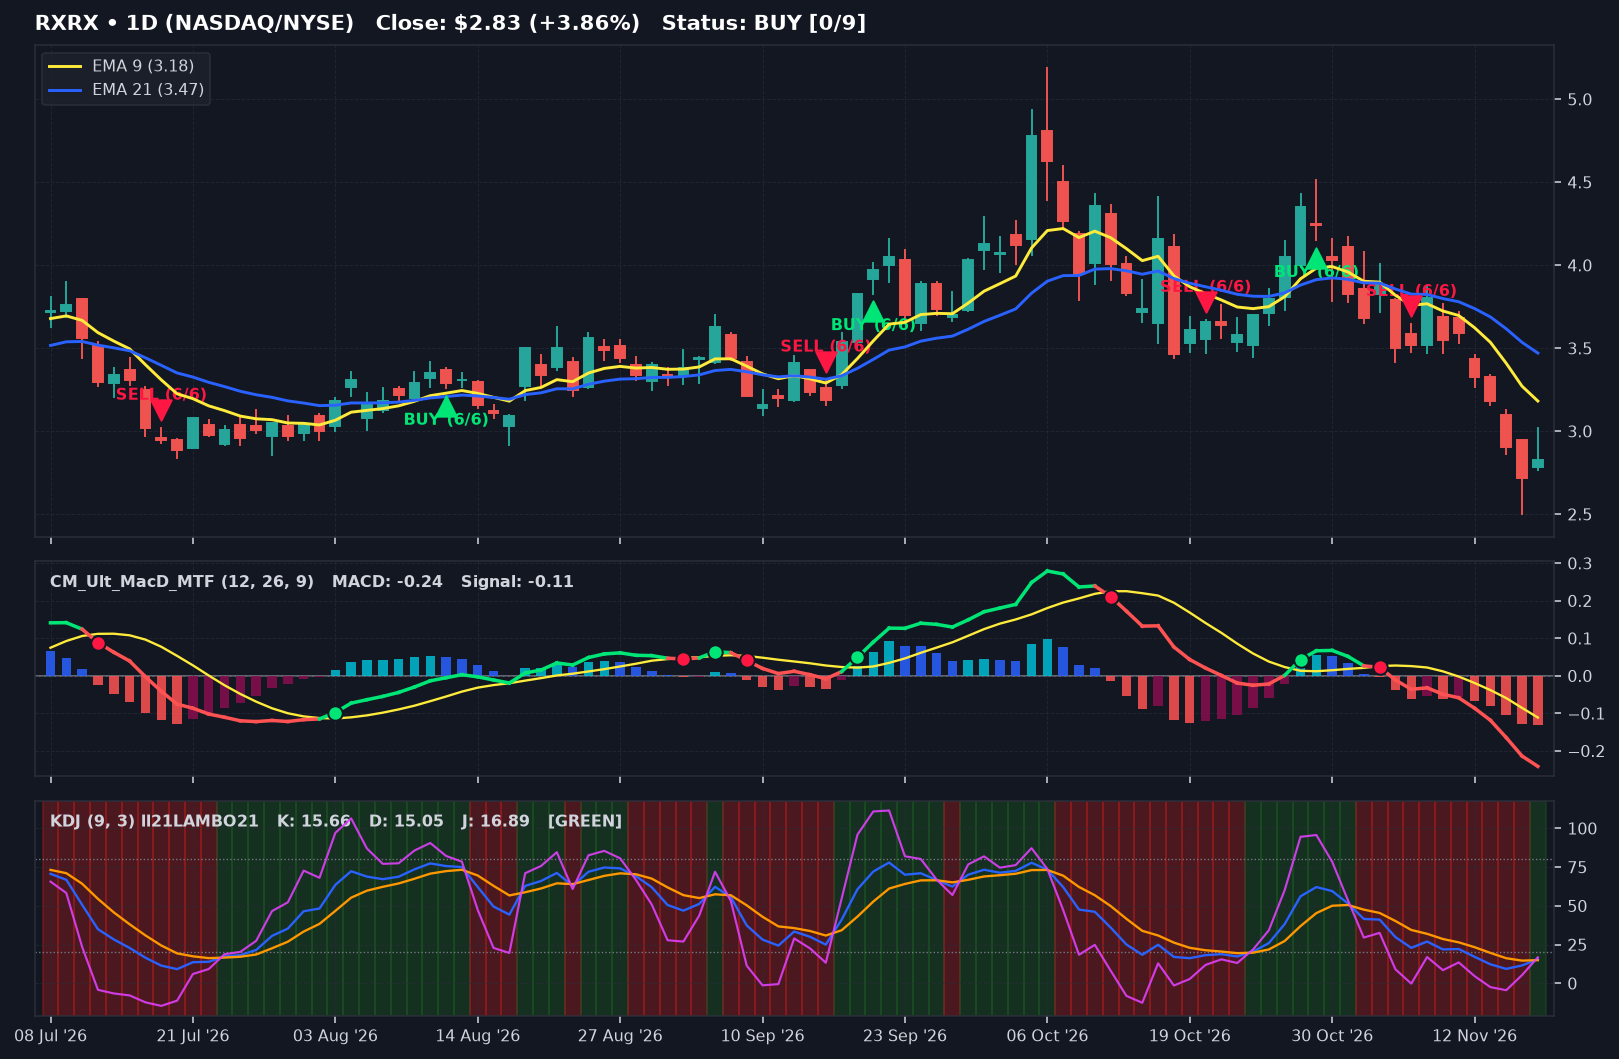 RXRX • 1D (NASDAQ/NYSE)   Close: $2.83 (+3.86%)   Status: BUY [0/9]
EMA 9 (3.18)
EMA 21 (3.47)
5.0
4.5
4.0
3.5
3.0
2.5
SELL (6/6)
BUY (6/6)
SELL (6/6)
BUY (6/6)
SELL (6/6)
BUY (6/6)
SELL (6/6)
CM_Ult_MacD_MTF (12, 26, 9)   MACD: -0.24   Signal: -0.11
0.3
0.2
0.1
0.0
−0.1
−0.2
KDJ (9, 3) ll21LAMBO21   K: 15.66   D: 15.05   J: 16.89   [GREEN]
100
75
50
25
0
08 Jul '26
21 Jul '26
03 Aug '26
14 Aug '26
27 Aug '26
10 Sep '26
23 Sep '26
06 Oct '26
19 Oct '26
30 Oct '26
12 Nov '26